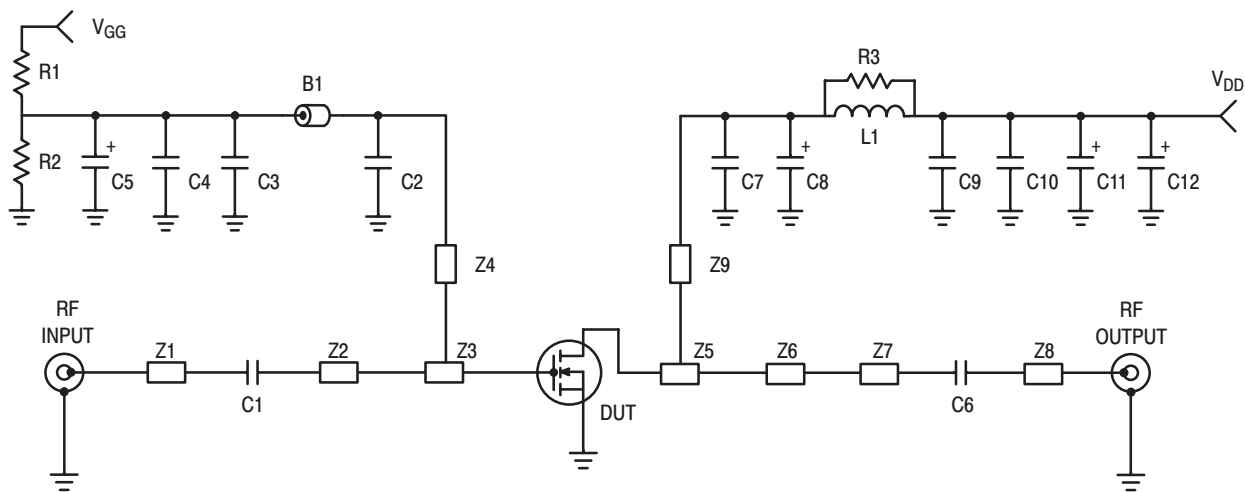 VGG
R1
B1
R2
+
C5
C4
C3
C2
R3
VDD
L1
C7
+
C8
C9
C10
+
C11
+
C12
Z4
Z9
RF
INPUT
Z1
C1
Z2
Z3
DUT
Z5
Z6
Z7
C6
Z8
RF
OUTPUT